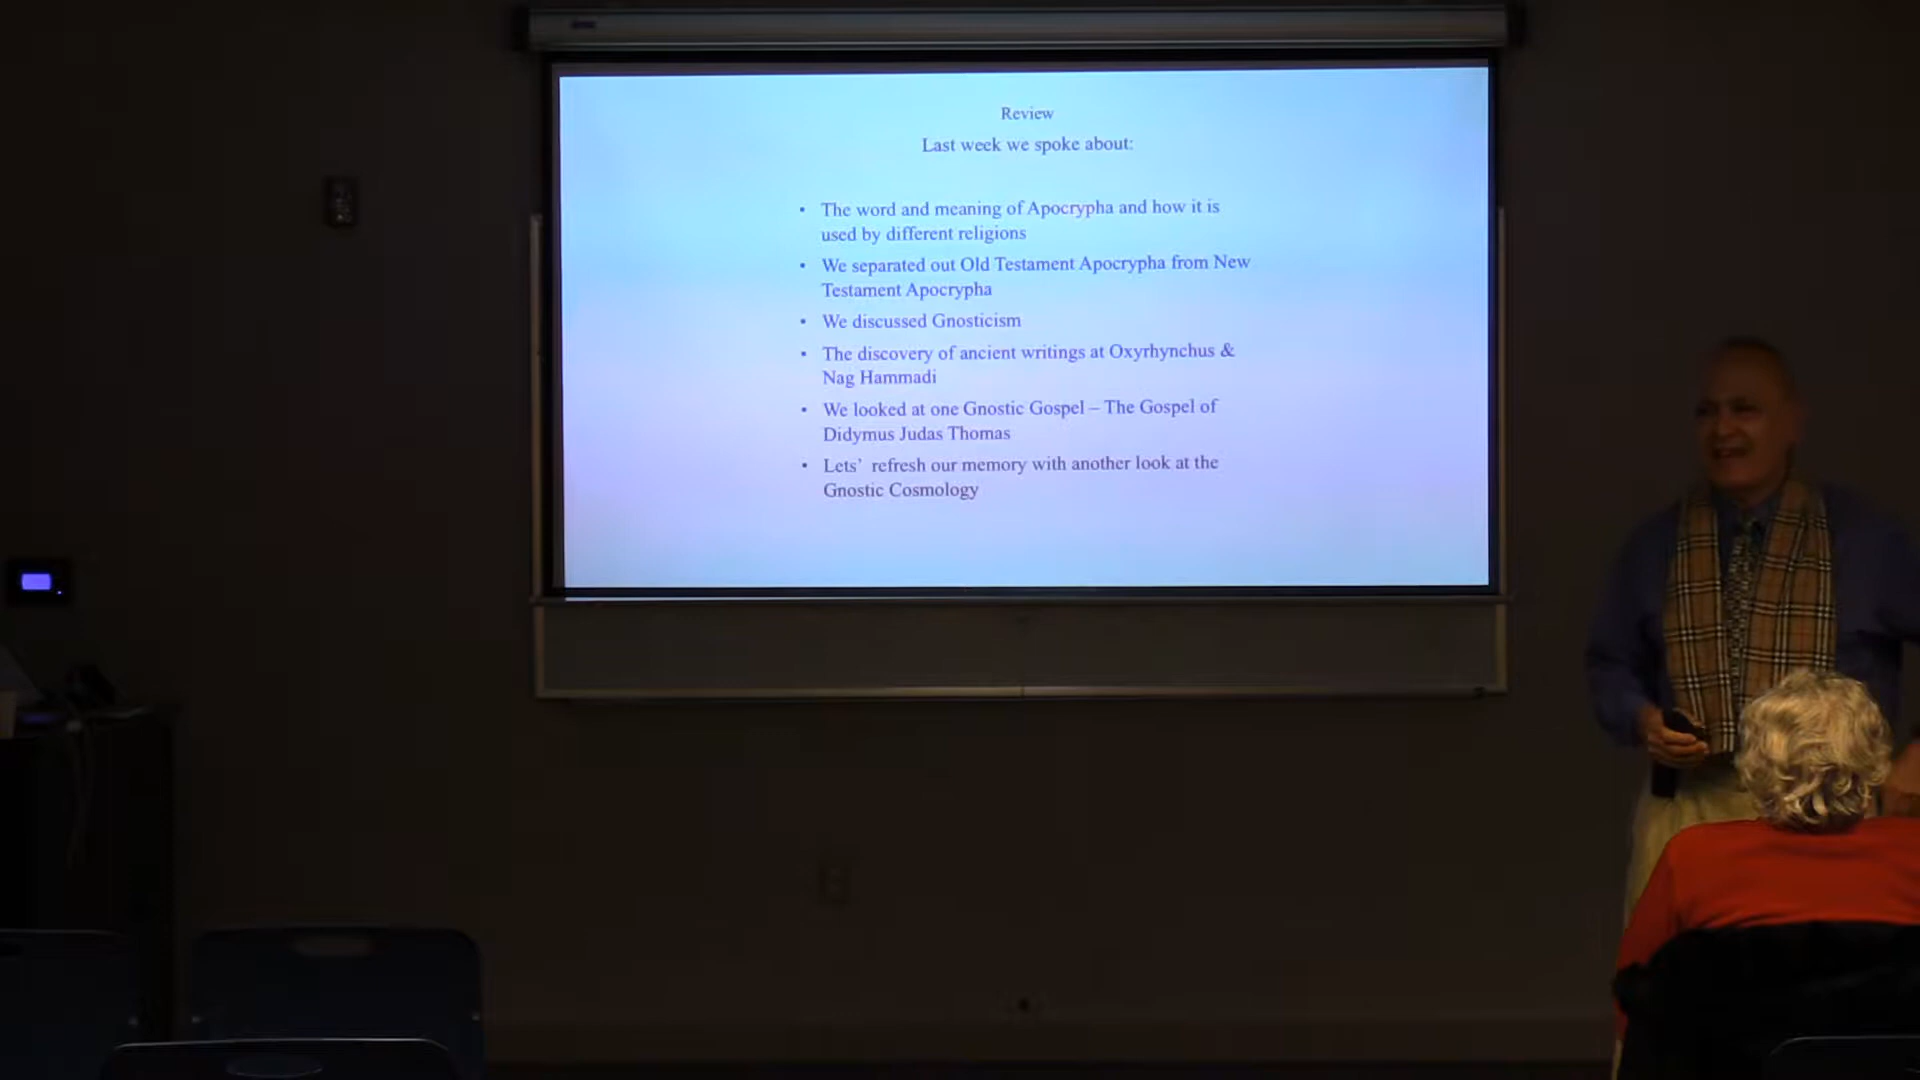 Review
Last week we spoke about:
• The word and meaning of Apocrypha and how it is
used by different religions
• We separated out Old Testament Apocrypha from New
Testament Apocrypha
• We discussed Gnosticism
• The discovery of ancient writings at Oxyrhynchus &
Nag Hammadi
• We looked at one Gnostic Gospel – The Gospel of
Didymus Judas Thomas
• Lets’ refresh our memory with another look at the
Gnostic Cosmology